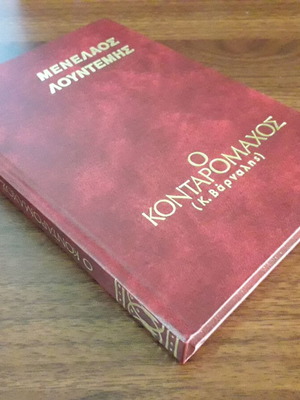 ΜΕΝΕΛΑΟΣ
ΛΟΥΝΤΕΜΗΣ
Ο
ΚΟΝΤΑΡΟΜΑΧΟΣ
(Κ. Βάρναλης)
Ο ΚΟΝΤΑΡΟΜΑΧΟΣ